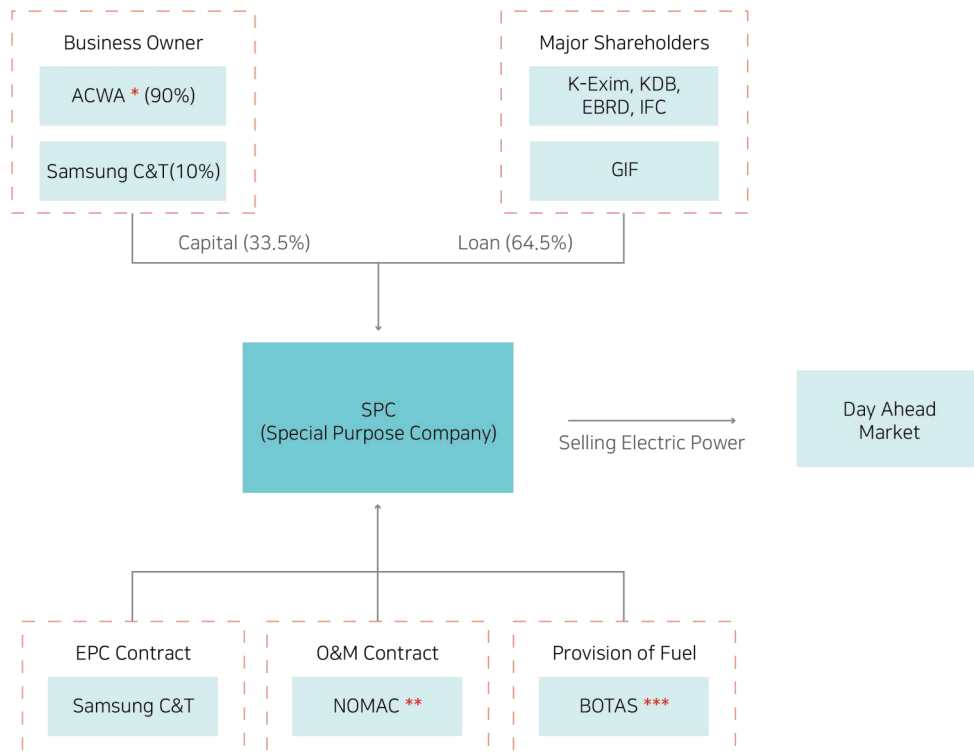 Business Owner
ACWA * (90%)
Samsung C&T(10%)
Major Shareholders
K-Exim, KDB,
EBRD, IFC
GIF
Capital (33.5%)
Loan (64.5%)
SPC
(Special Purpose Company)
Selling Electric Power
Day Ahead
Market
EPC Contract
Samsung C&T
O&M Contract
NOMAC **
Provision of Fuel
BOTAS ***